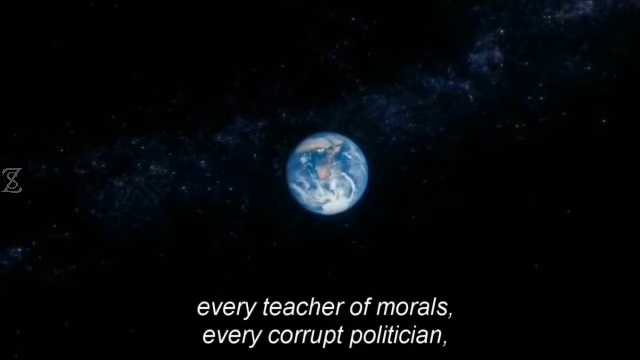 every teacher of morals,
every corrupt politician,